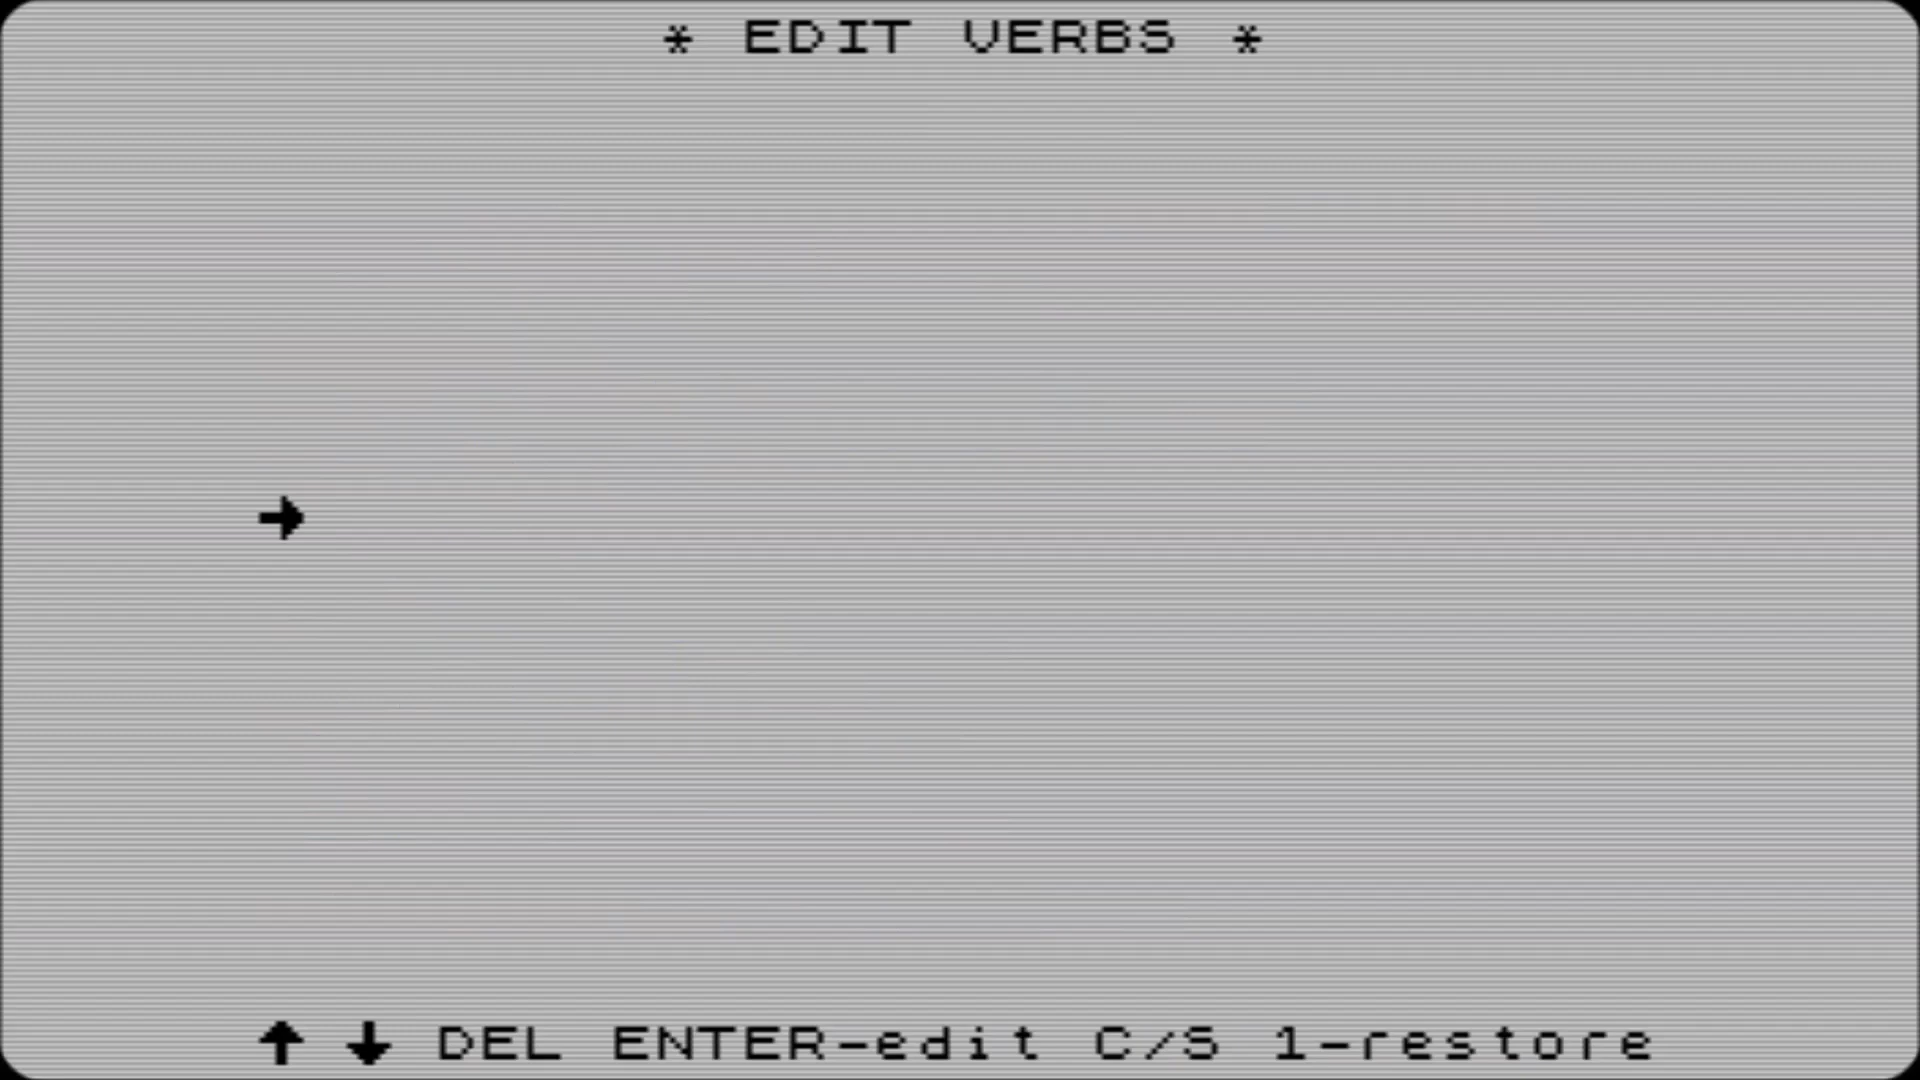 * EDIT VERBS *
➔
↑ ↓ DEL ENTER-edit C/S 1-restore